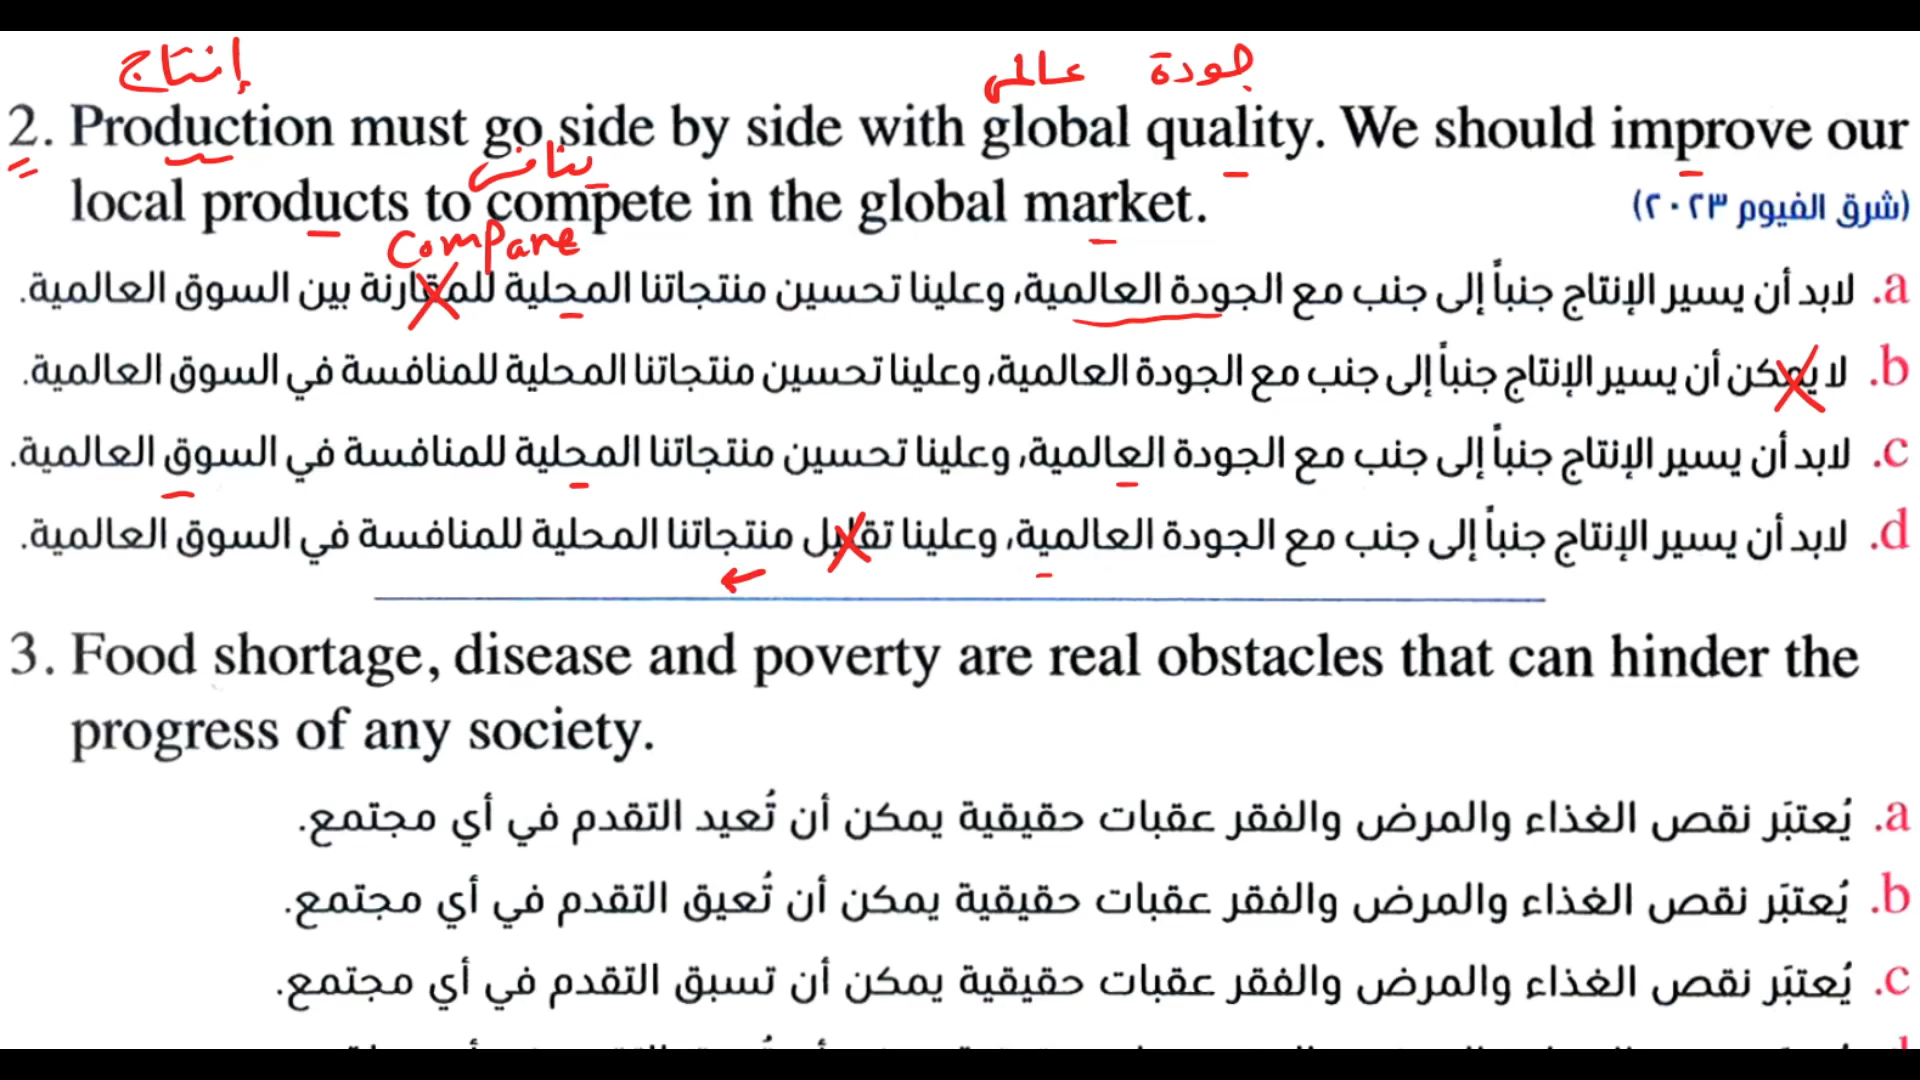 إنتاج
عالمى جودة
2. Production must go side by side with global quality. We should improve our
ينافس
local products to compete in the global market. (شرق الفيوم ٢٠٢٣)
Compare
a. لابد أن يسير الإنتاج جنباً إلى جنب مع الجودة العالمية، وعلينا تحسين منتجاتنا المحلية للمقارنة بين السوق العالمية.
b. لا يمكن أن يسير الإنتاج جنباً إلى جنب مع الجودة العالمية، وعلينا تحسين منتجاتنا المحلية للمنافسة في السوق العالمية.
c. لابد أن يسير الإنتاج جنباً إلى جنب مع الجودة العالمية، وعلينا تحسين منتجاتنا المحلية للمنافسة في السوق العالمية.
d. لابد أن يسير الإنتاج جنباً إلى جنب مع الجودة العالمية، وعلينا تقابل منتجاتنا المحلية للمنافسة في السوق العالمية.
3. Food shortage, disease and poverty are real obstacles that can hinder the
progress of any society.
a. يُعتبَر نقص الغذاء والمرض والفقر عقبات حقيقية يمكن أن تُعيد التقدم في أي مجتمع.
b. يُعتبَر نقص الغذاء والمرض والفقر عقبات حقيقية يمكن أن تُعيق التقدم في أي مجتمع.
c. يُعتبَر نقص الغذاء والمرض والفقر عقبات حقيقية يمكن أن تسبق التقدم في أي مجتمع.